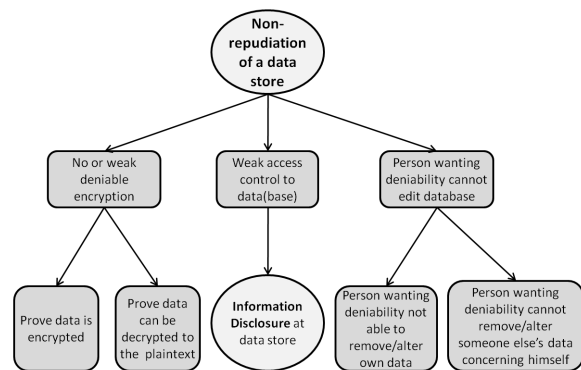 Non-
repudiation
of a data
store
No or weak
deniable
encryption
Weak access
control to
data(base)
Person wanting
deniability cannot
edit database
Prove data is
encrypted
Prove data
can be
decrypted to
the plaintext
Information
Disclosure at
data store
Person wanting
deniability not
able to
remove/alter
own data
Person wanting
deniability cannot
remove/alter
someone else's data
concerning himself